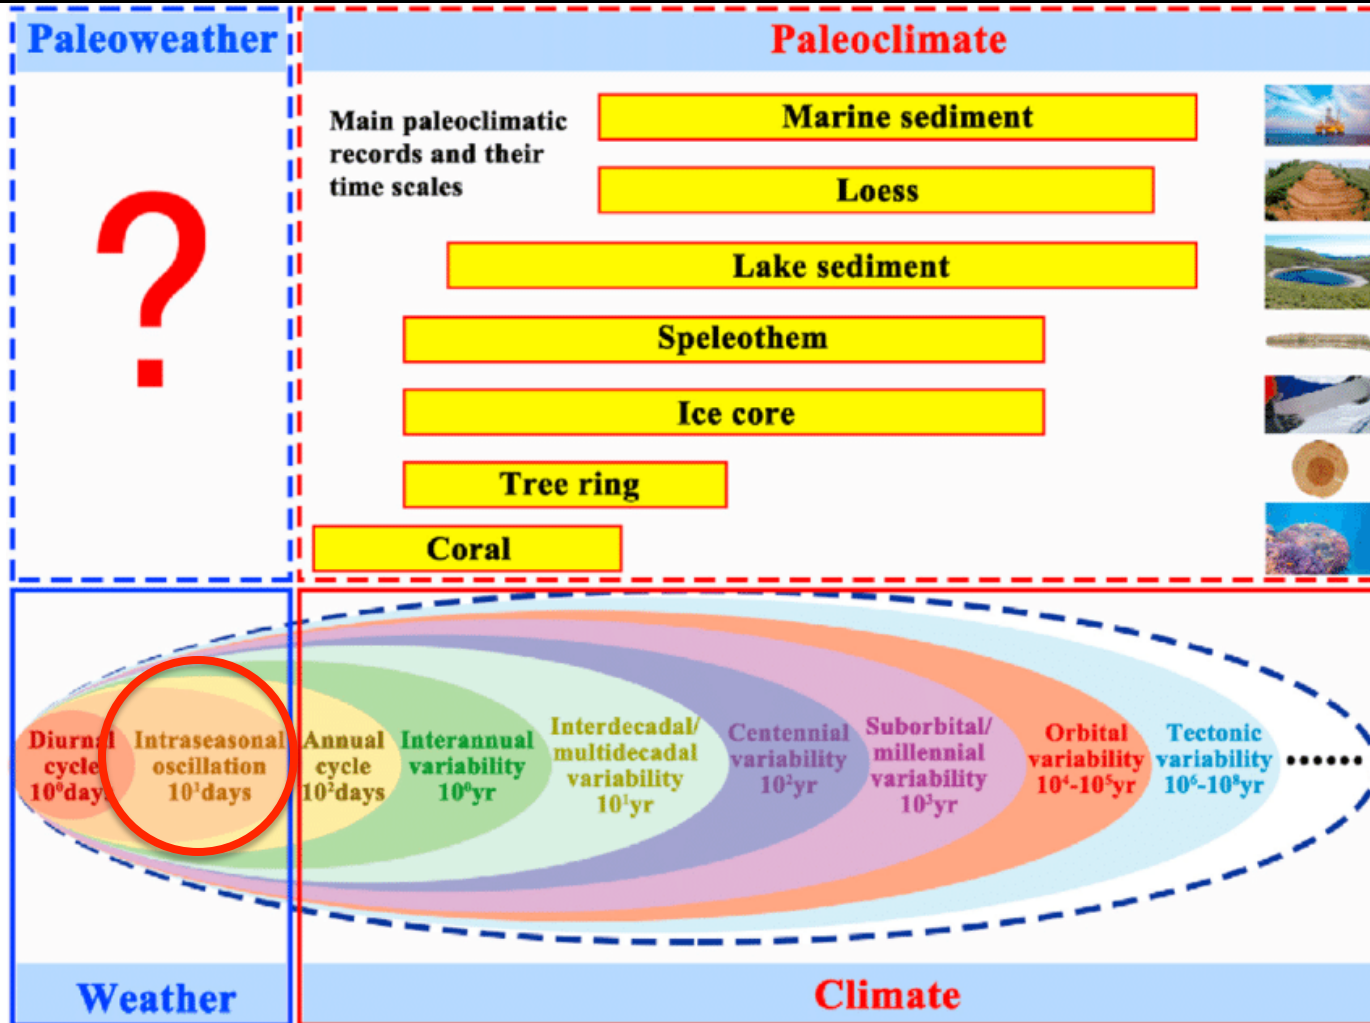 Paleoweather
Paleoclimate
?
Main paleoclimatic
records and their
time scales
Marine sediment
Loess
Lake sediment
Speleothem
Ice core
Tree ring
Coral
Diurnal
cycle
10⁰days
Intraseasonal
oscillation
10¹days
Annual
cycle
10²days
Interannual
variability
10⁰yr
Interdecadal/
multidecadal
variability
10¹yr
Centennial
variability
10²yr
Suborbital/
millennial
variability
10³yr
Orbital
variability
10⁴-10⁵yr
Tectonic
variability
10⁶-10⁸yr
......
Weather
Climate